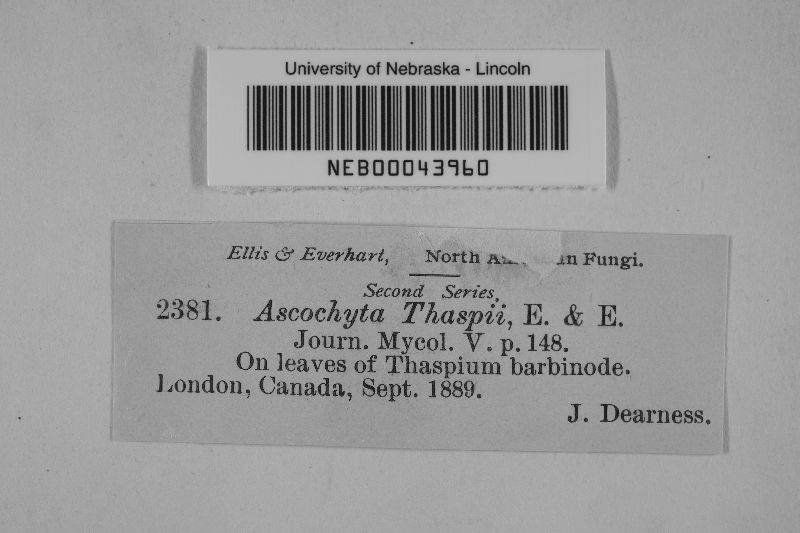 University of Nebraska - Lincoln
NEB00043960
Ellis & Everhart, North Fungi.
Second Series.
2381. Ascochyta Thaspii, E. & E.
Journ. Mycol. V. p. 148.
On leaves of Thaspium barbinode.
London, Canada, Sept. 1889.
J. Dearness.